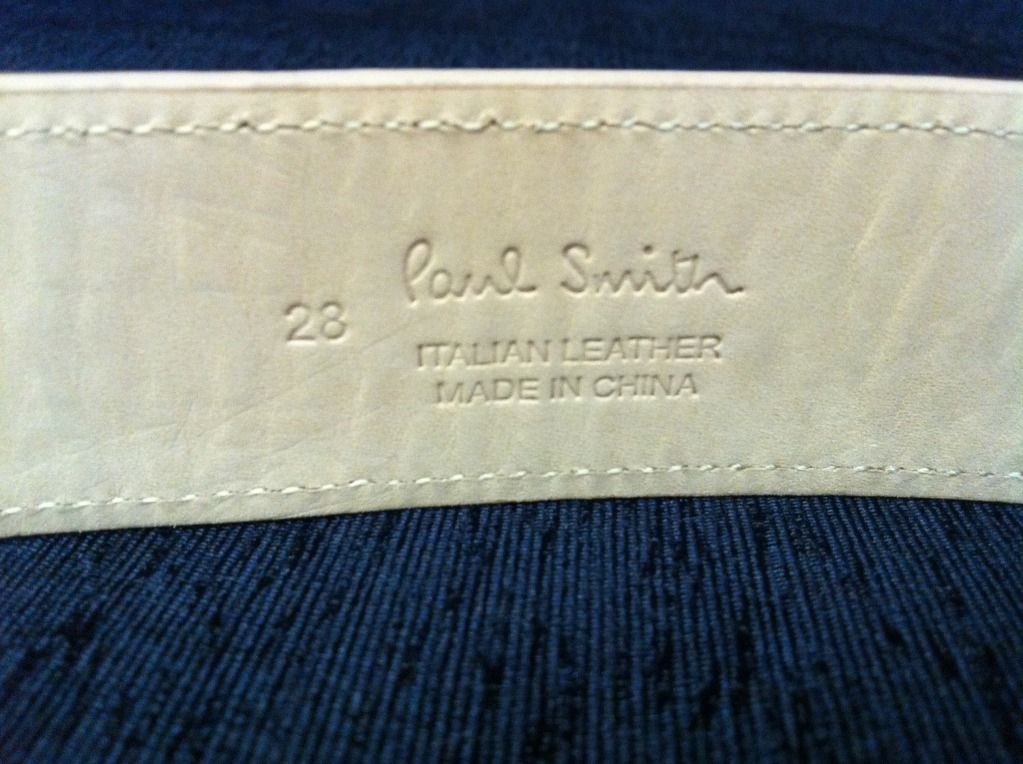 28
Paul Smith
ITALIAN LEATHER
MADE IN CHINA